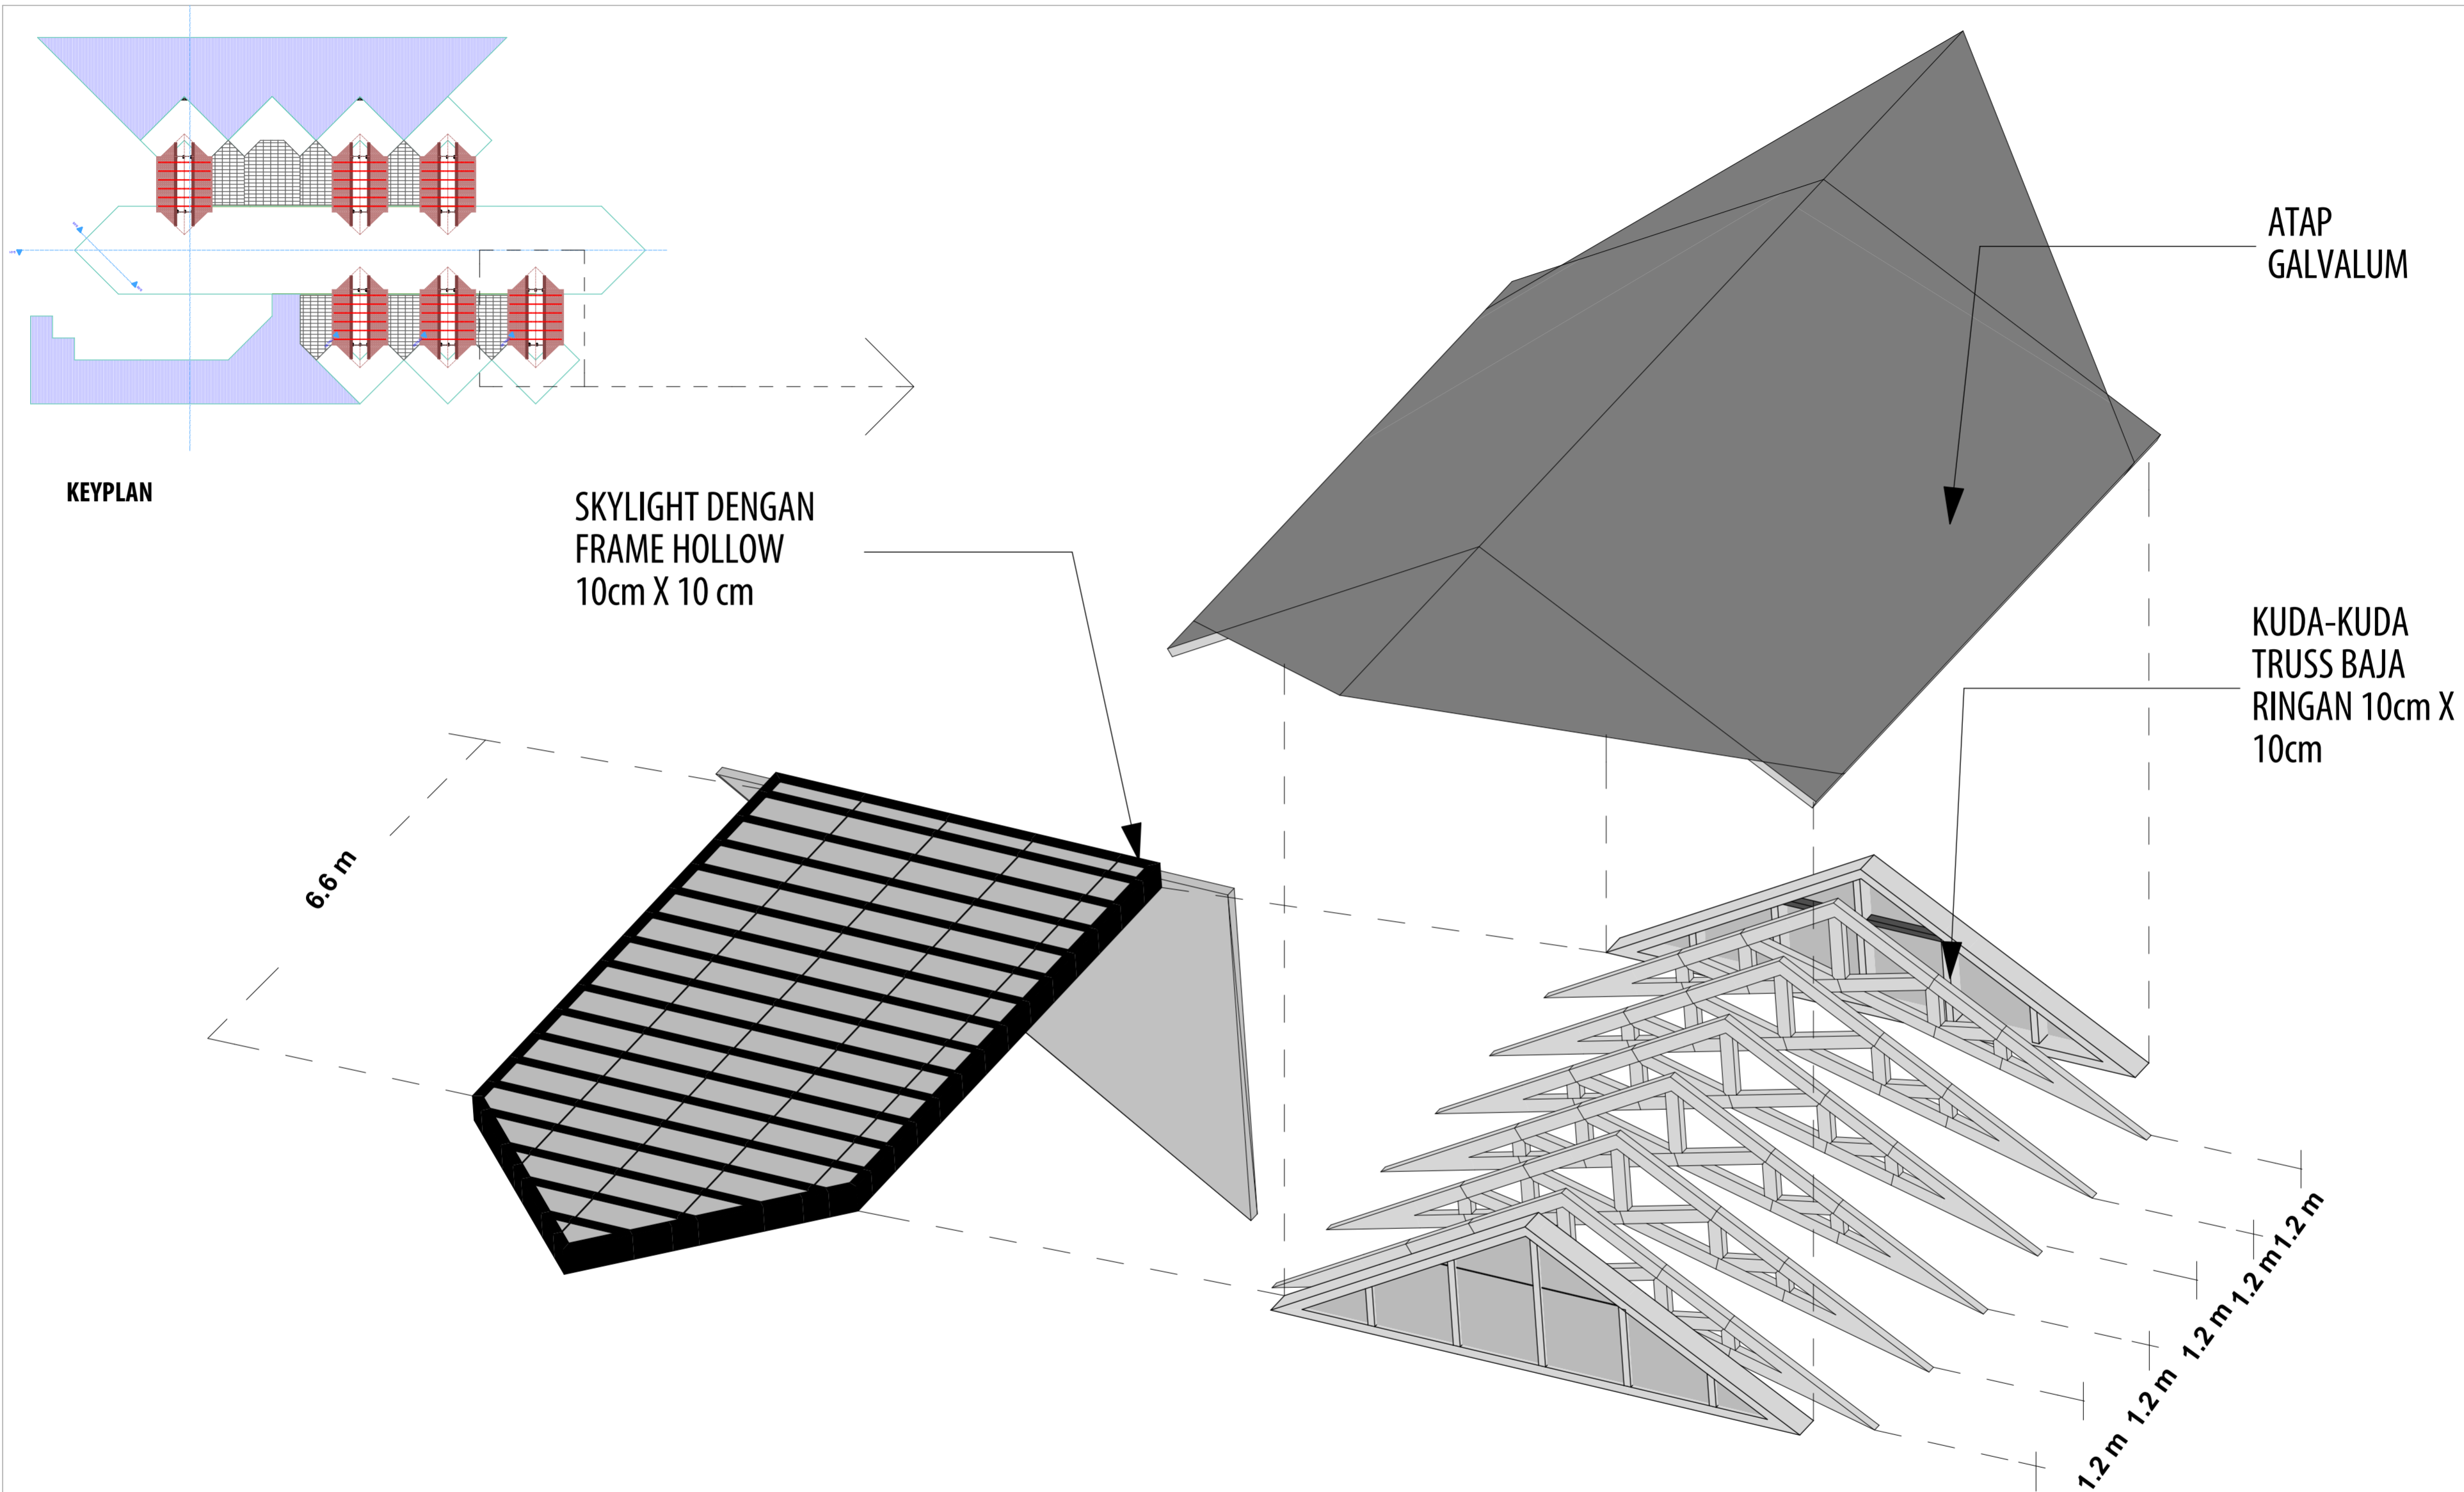 KEYPLAN
SKYLIGHT DENGAN
FRAME HOLLOW
10cm X 10 cm
ATAP
GALVALUM
KUDA-KUDA
TRUSS BAJA
RINGAN 10cm X
10cm
6.6 m
1.2 m
1.2 m
1.2 m
1.2 m
1.2 m